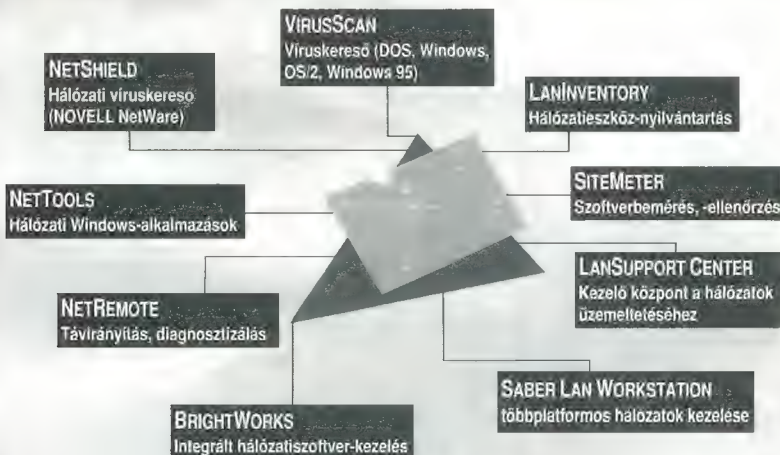 VIRUSSCAN
Víruskereső (DOS, Windows,
OS/2, Windows 95)
NETSHIELD
Hálózati víruskereső
(NOVELL NetWare)
LANINVENTORY
Hálózatieszköz-nyilvántartás
SITEMETER
Szoftverbemérés, -ellenőrzés
NETTOOLS
Hálózati Windows-alkalmazások
LANSUPPORT CENTER
Kezelő központ a hálózatok
üzemeltetéséhez
NETREMOTE
Távirányítás, diagnosztizálás
SABER LAN WORKSTATION
többplatformos hálózatok kezelése
BRIGHTWORKS
Integrált hálózatiszoftver-kezelés